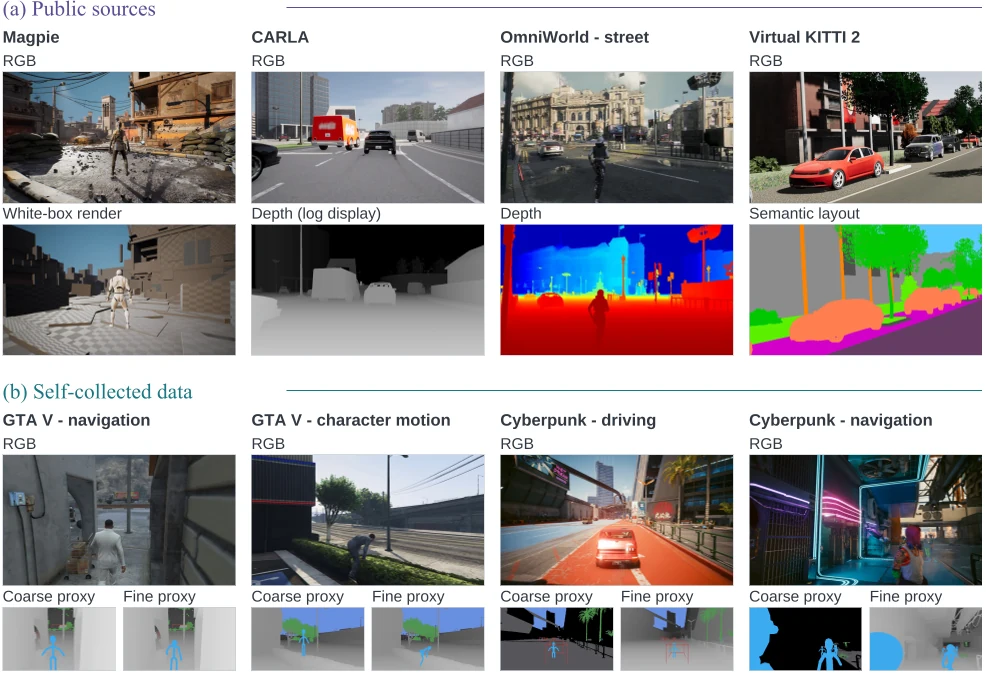 (a) Public sources
Magpie CARLA OmniWorld - street Virtual KITTI 2
RGB RGB RGB RGB
White-box render Depth (log display) Depth Semantic layout
(b) Self-collected data
GTA V - navigation GTA V - character motion Cyberpunk - driving Cyberpunk - navigation
RGB RGB RGB RGB
Coarse proxy Fine proxy Coarse proxy Fine proxy Coarse proxy Fine proxy Coarse proxy Fine proxy